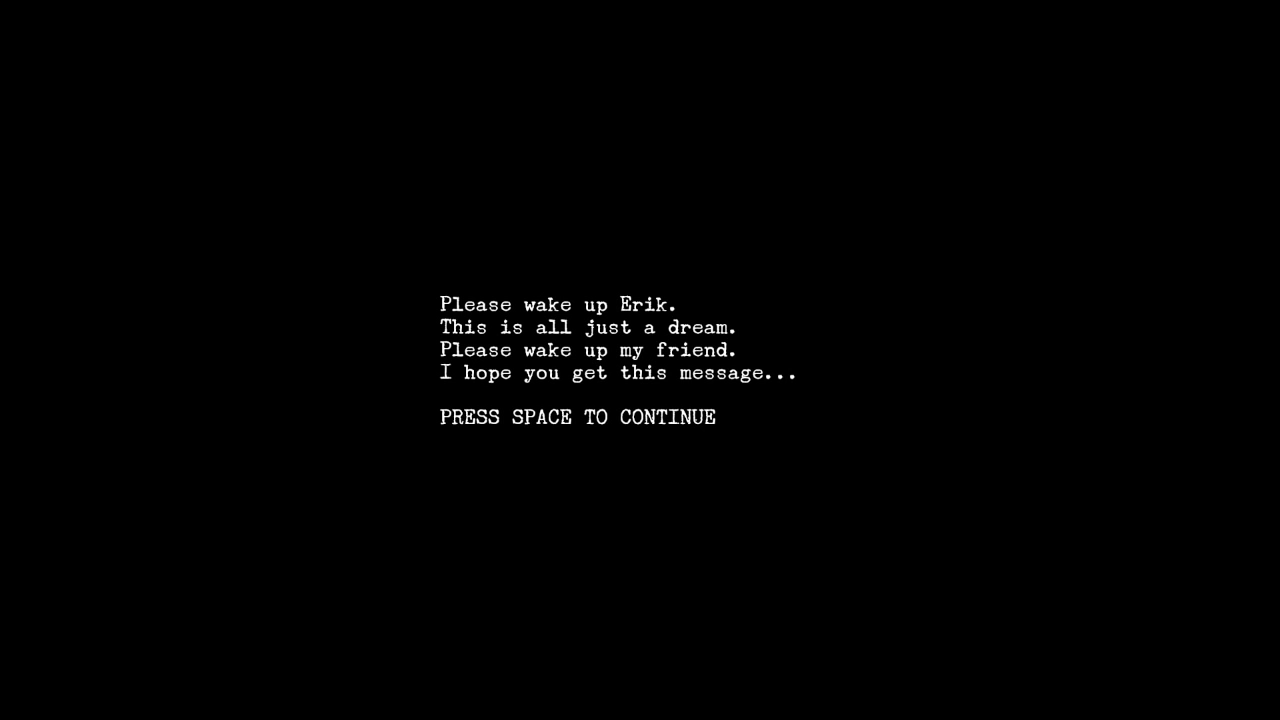 Please wake up Erik.
This is all just a dream.
Please wake up my friend.
I hope you get this message...
PRESS SPACE TO CONTINUE